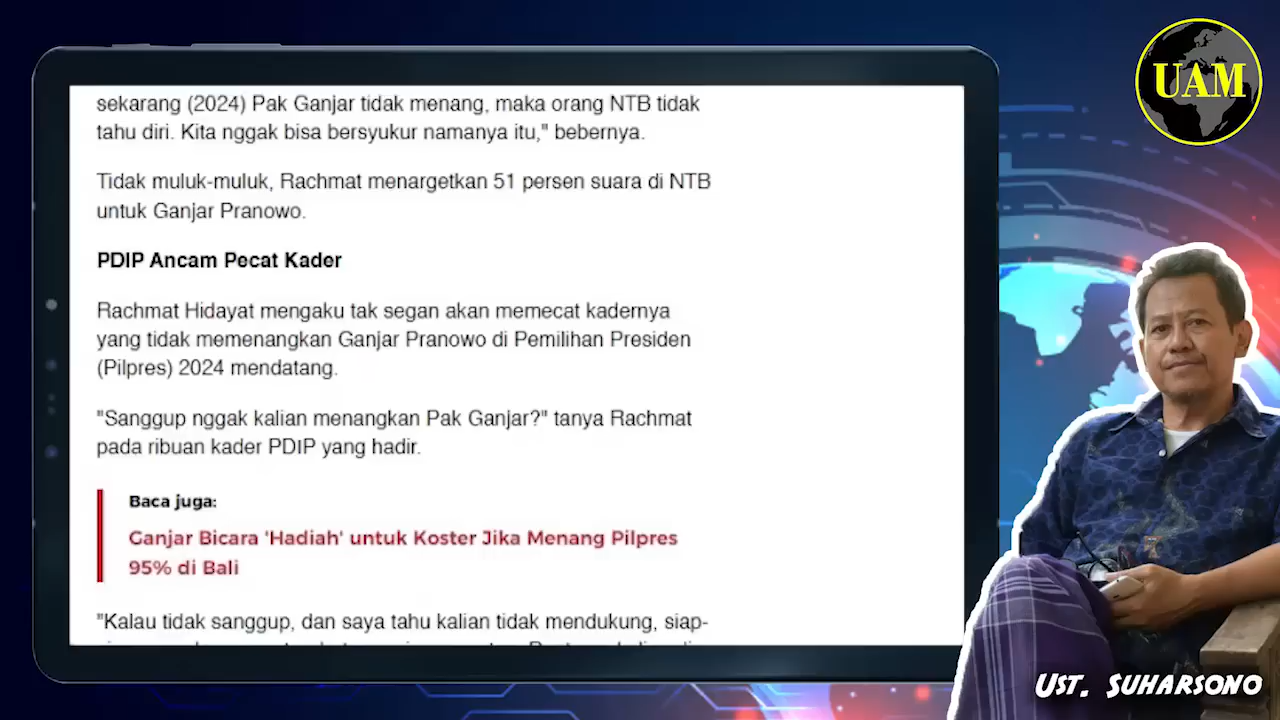 sekarang (2024) Pak Ganjar tidak menang, maka orang NTB tidak
tahu diri. Kita nggak bisa bersyukur namanya itu," bebernya.
Tidak muluk-muluk, Rachmat menargetkan 51 persen suara di NTB
untuk Ganjar Pranowo.
PDIP Ancam Pecat Kader
Rachmat Hidayat mengaku tak segan akan memecat kadernya
yang tidak memenangkan Ganjar Pranowo di Pemilihan Presiden
(Pilpres) 2024 mendatang.
"Sanggup nggak kalian menangkan Pak Ganjar?" tanya Rachmat
pada ribuan kader PDIP yang hadir.
Baca juga:
Ganjar Bicara 'Hadiah' untuk Koster Jika Menang Pilpres
95% di Bali
"Kalau tidak sanggup, dan saya tahu kalian tidak mendukung, siap-
UAM
UST. SUHARSONO